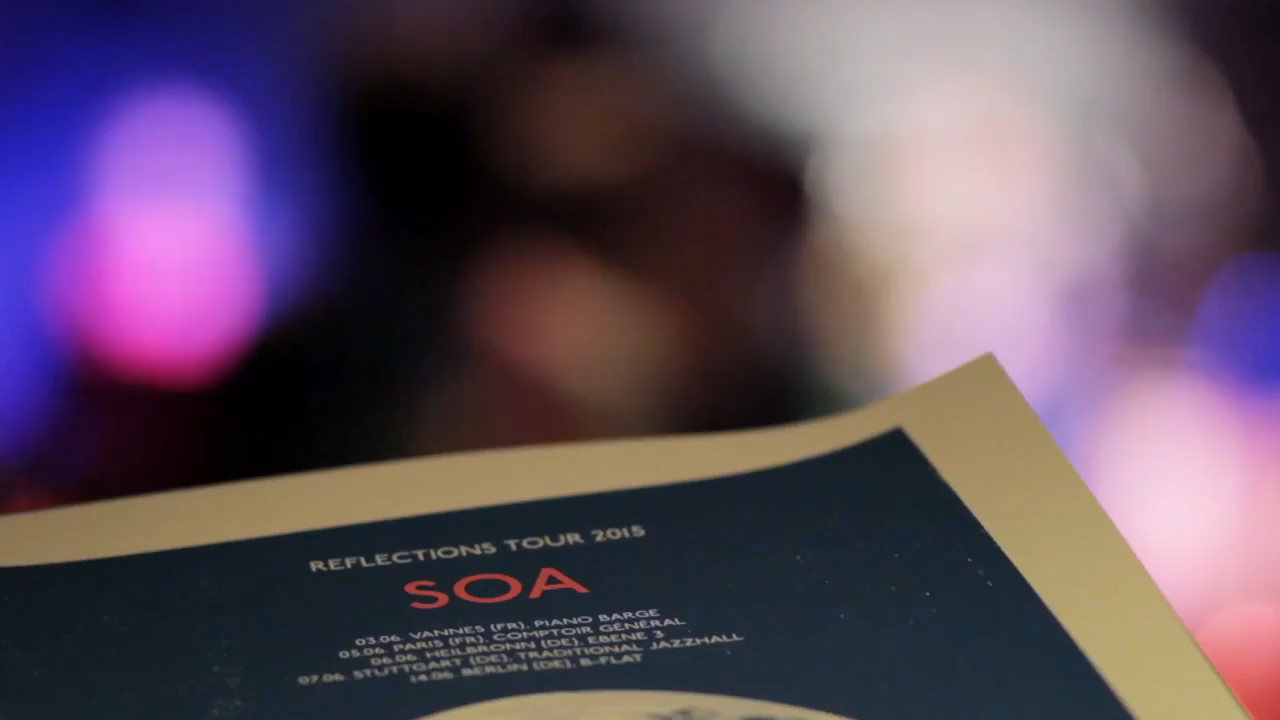 REFLECTIONS TOUR 2015
SOA
03.06. VANNES (FR), PIANO BARGE
05.06. PARIS (FR), COMPTOIR GÉNÉRAL
06.06. HEILBRONN (DE), EBENE 3
07.06. STUTTGART (DE), TRADITIONAL JAZZHALL
14.06. BERLIN (DE), B-FLAT